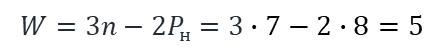 W = 3n − 2Pн = 3 · 7 − 2 · 8 = 5